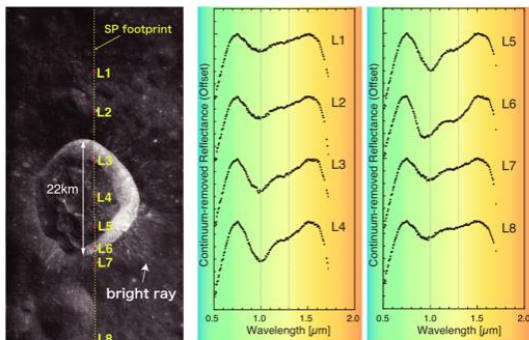 SP footprint
L1
L2
L3
22km
L4
L5
L6
L7
bright ray
L8
Continuum-removed Reflectance (Offset)
L1
L2
L3
L4
0.5 1.0 1.5 2.0
Wavelength [µm]
Continuum-removed Reflectance (Offset)
L5
L6
L7
L8
0.5 1.0 1.5 2.0
Wavelength [µm]